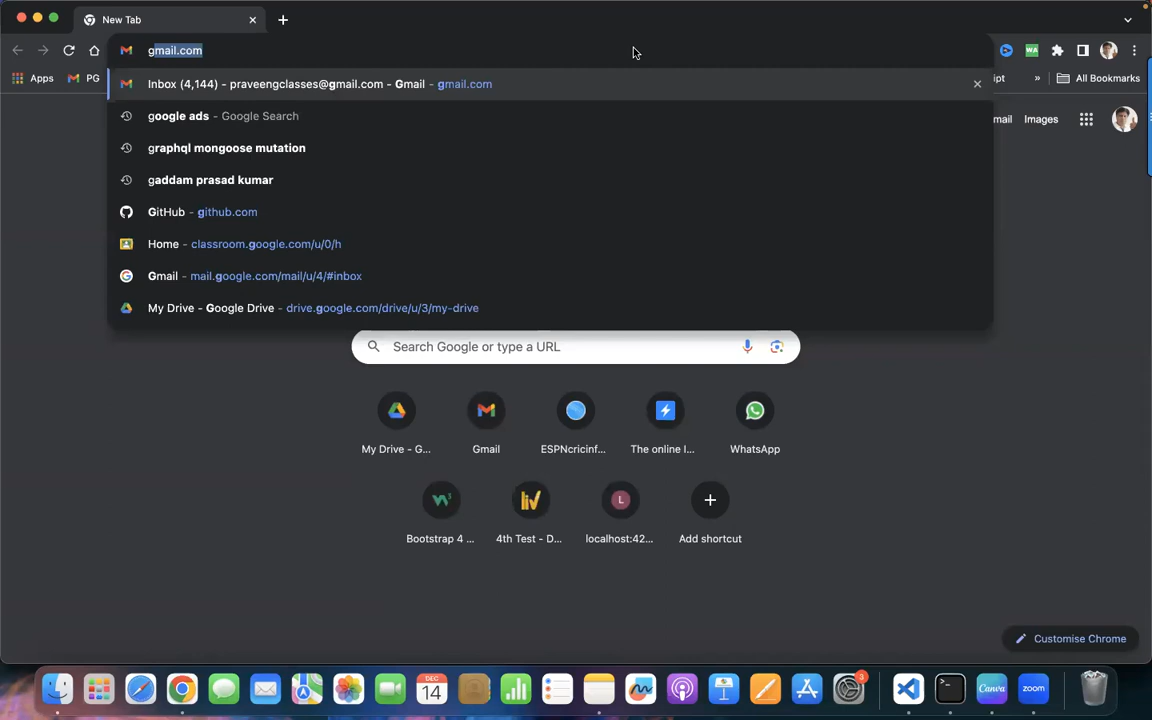 New Tab
gmail.com
Apps
PG
ipt
»
All Bookmarks
Inbox (4,144) - praveengclasses@gmail.com - Gmail - gmail.com
google ads - Google Search
graphql mongoose mutation
gaddam prasad kumar
GitHub - github.com
Home - classroom.google.com/u/0/h
Gmail - mail.google.com/mail/u/4/#inbox
My Drive - Google Drive - drive.google.com/drive/u/3/my-drive
mail
Images
Search Google or type a URL
My Drive - G...
Gmail
ESPNcricinf...
The online I...
WhatsApp
Bootstrap 4 ...
4th Test - D...
L
localhost:42...
Add shortcut
Customise Chrome
WA
DEC
14
3
Canva
zoom